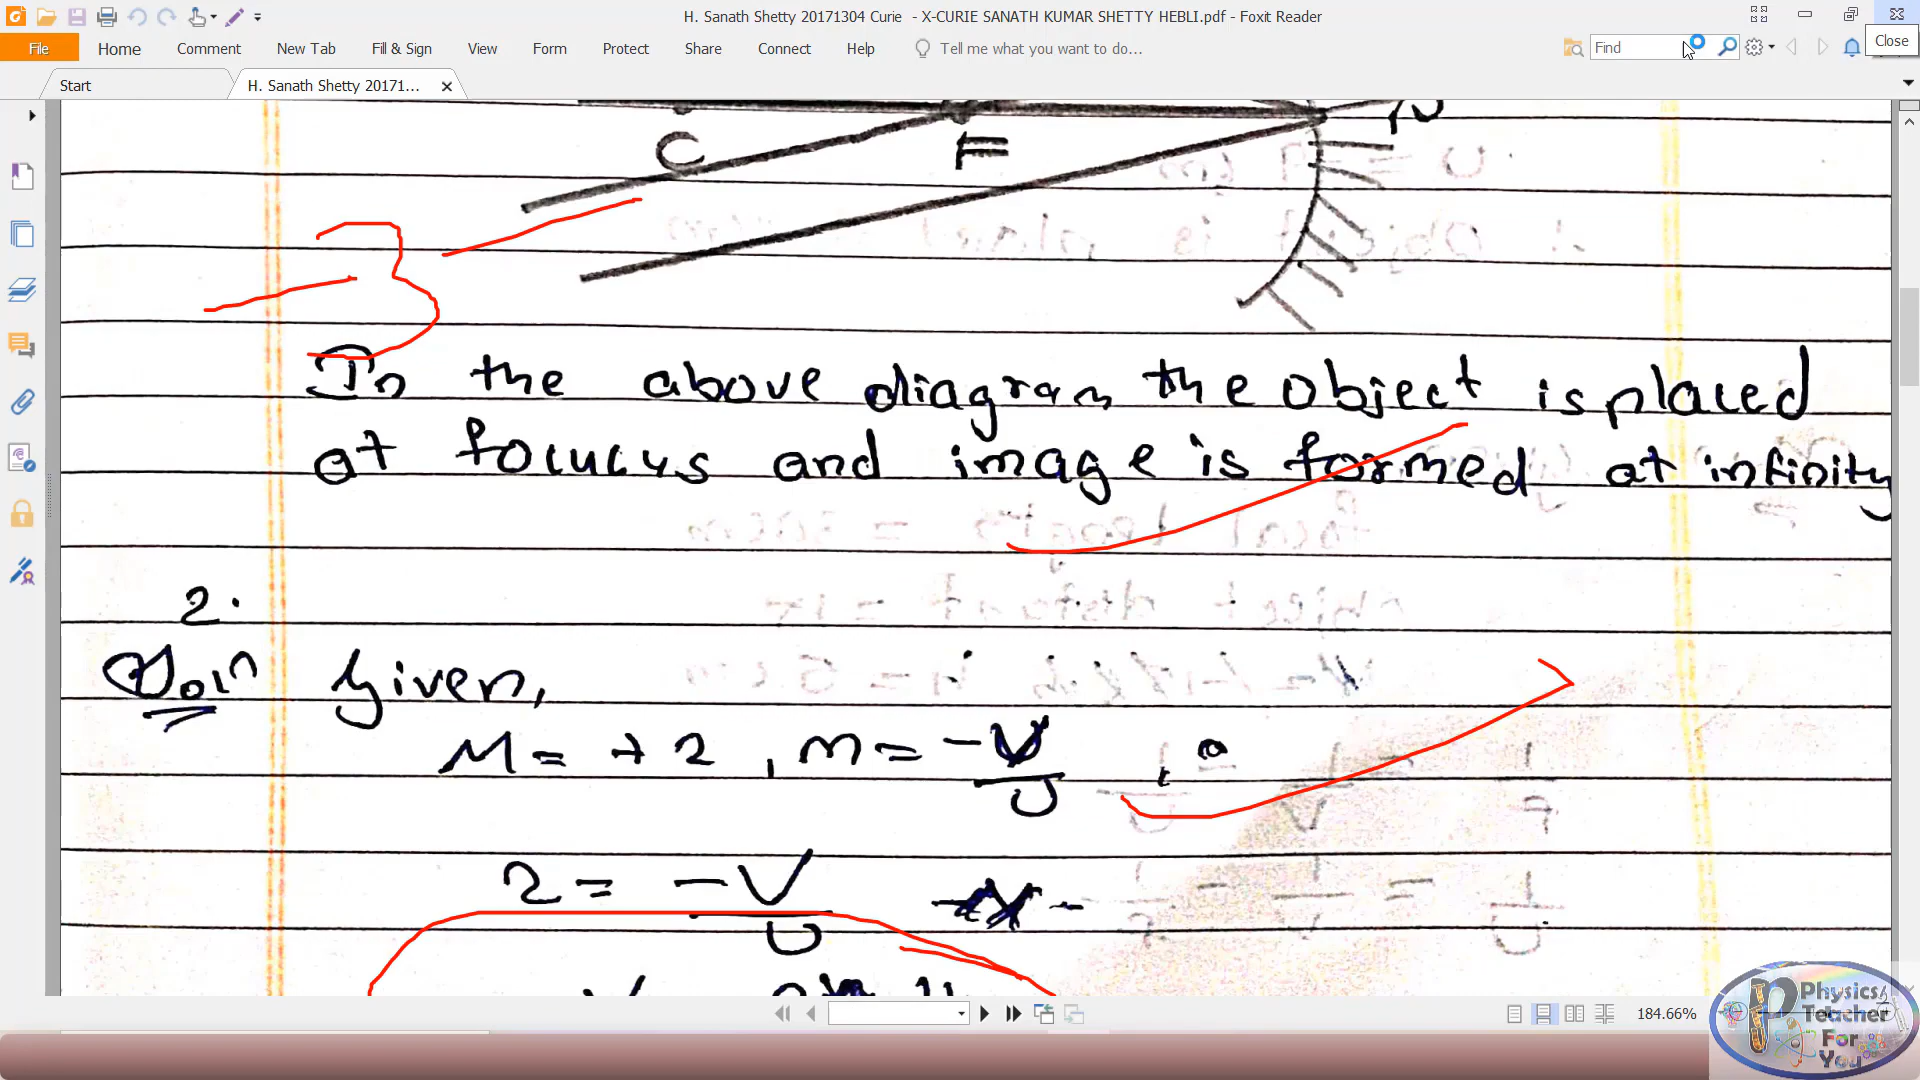 H. Sanath Shetty 20171304 Curie - X-CURIE SANATH KUMAR SHETTY HEBLI.pdf - Foxit Reader
File Home Comment New Tab Fill & Sign View Form Protect Share Connect Help Tell me what you want to do... Find
Close
Start H. Sanath Shetty 20171...
C F
3
In the above diagram the object is placed
at focucus and image is formed at infinity
2.
Soln Given,
M = +2 , m = -V/U
2 = -V/U
184.66%
Physics
Teacher
For
You